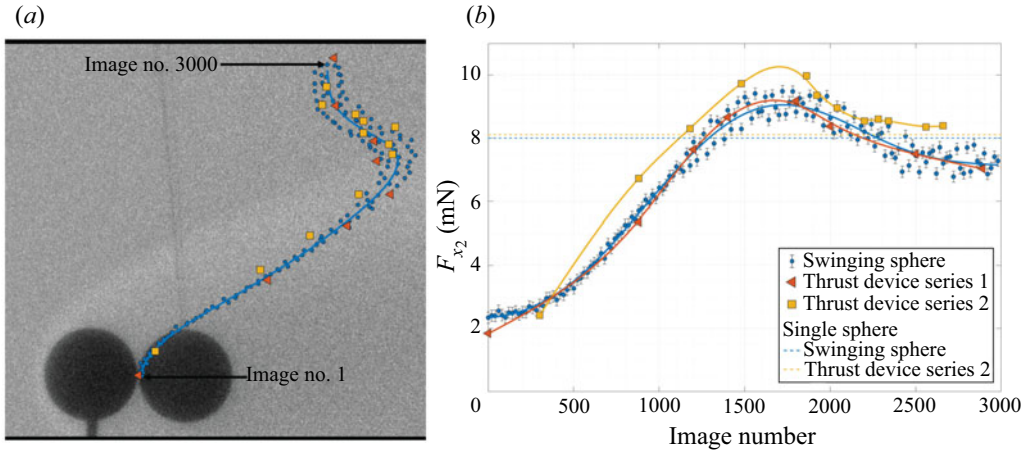 (a)
Image no. 3000
Image no. 1
(b)
10
8
6
4
2
0
500
1000
1500
2000
2500
3000
F_{x_2} (mN)
Image number
Swinging sphere
Thrust device series 1
Thrust device series 2
Single sphere
Swinging sphere
Thrust device series 2